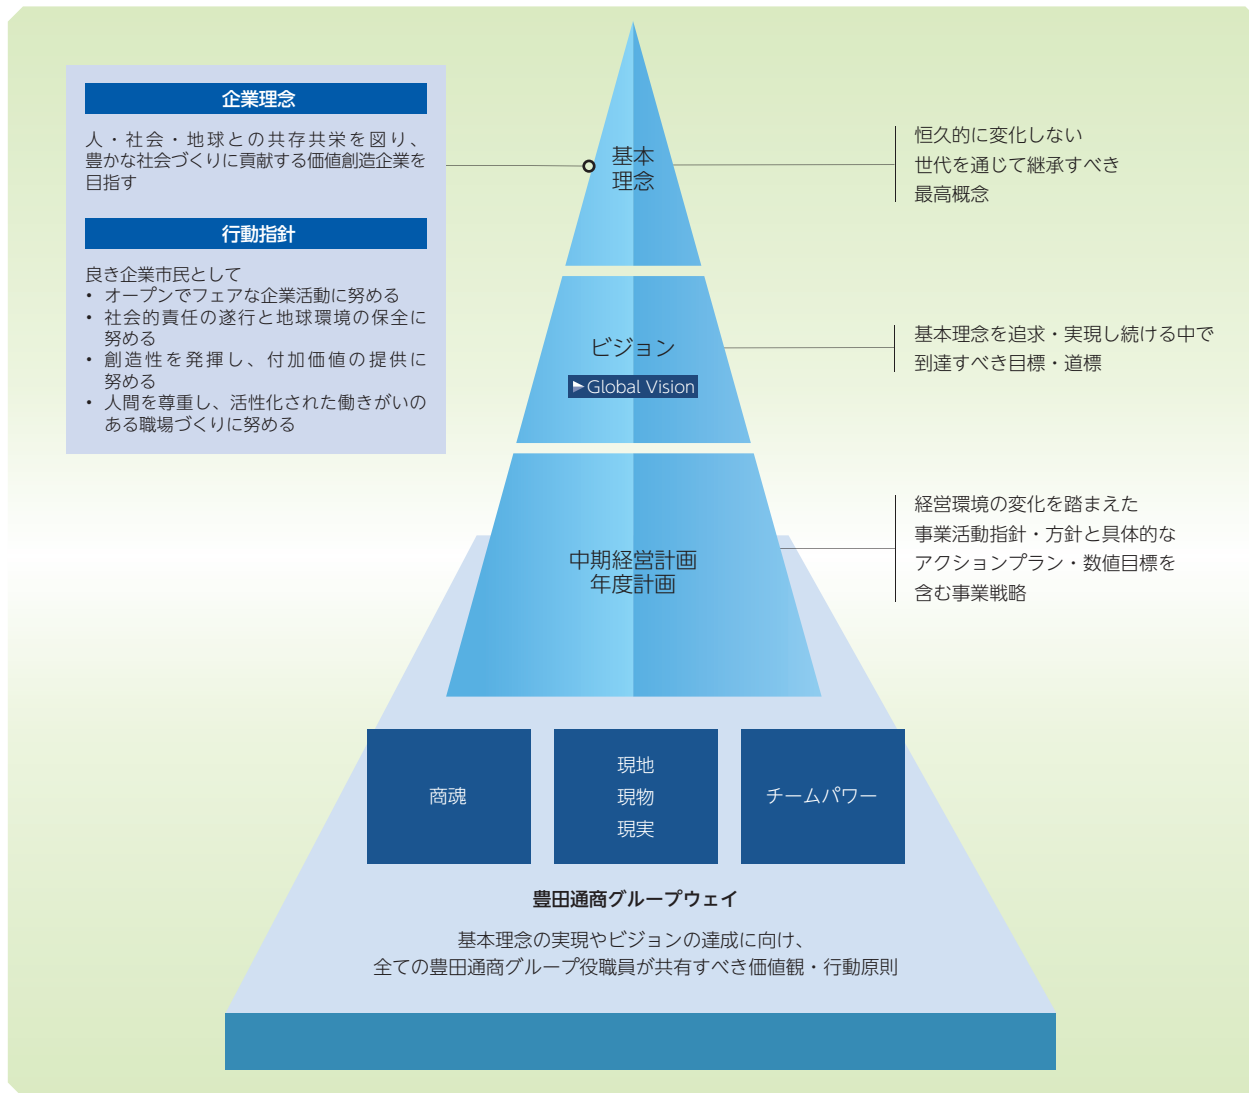 企業理念
人・社会・地球との共存共栄を図り、
豊かな社会づくりに貢献する価値創造企業を
目指す
行動指針
良き企業市民として
• オープンでフェアな企業活動に努める
• 社会的責任の遂行と地球環境の保全に
努める
• 創造性を発揮し、付加価値の提供に
努める
• 人間を尊重し、活性化された働きがいの
ある職場づくりに努める
基本
理念
恒久的に変化しない
世代を通じて継承すべき
最高概念
ビジョン
Global Vision
基本理念を追求・実現し続ける中で
到達すべき目標・道標
中期経営計画
年度計画
経営環境の変化を踏まえた
事業活動指針・方針と具体的な
アクションプラン・数値目標を
含む事業戦略
商魂
現地
現物
現実
チームパワー
豊田通商グループウェイ
基本理念の実現やビジョンの達成に向け、
全ての豊田通商グループ役職員が共有すべき価値観・行動原則